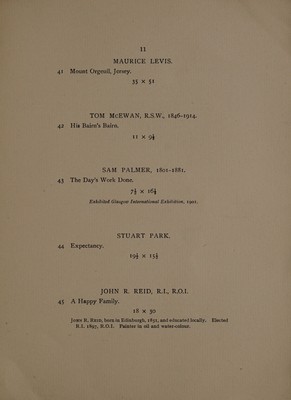 11
MAURICE LEVIS.
41 Mount Orgueil, Jersey.
35 × 51
TOM McEWAN, R.S.W., 1846-1914.
42 His Bairn's Bairn.
11 × 9½
SAM PALMER, 1801-1881.
43 The Day's Work Done.
7½ × 16½
Exhibited Glasgow International Exhibition, 1901.
STUART PARK.
44 Expectancy.
19½ × 15½
JOHN R. REID, R.I., R.O.I.
45 A Happy Family.
18 × 30
JOHN R. REID, born in Edinburgh, 1851, and educated locally: Elected
R.I. 1897, R.O.I. Painter in oil and water-colour.